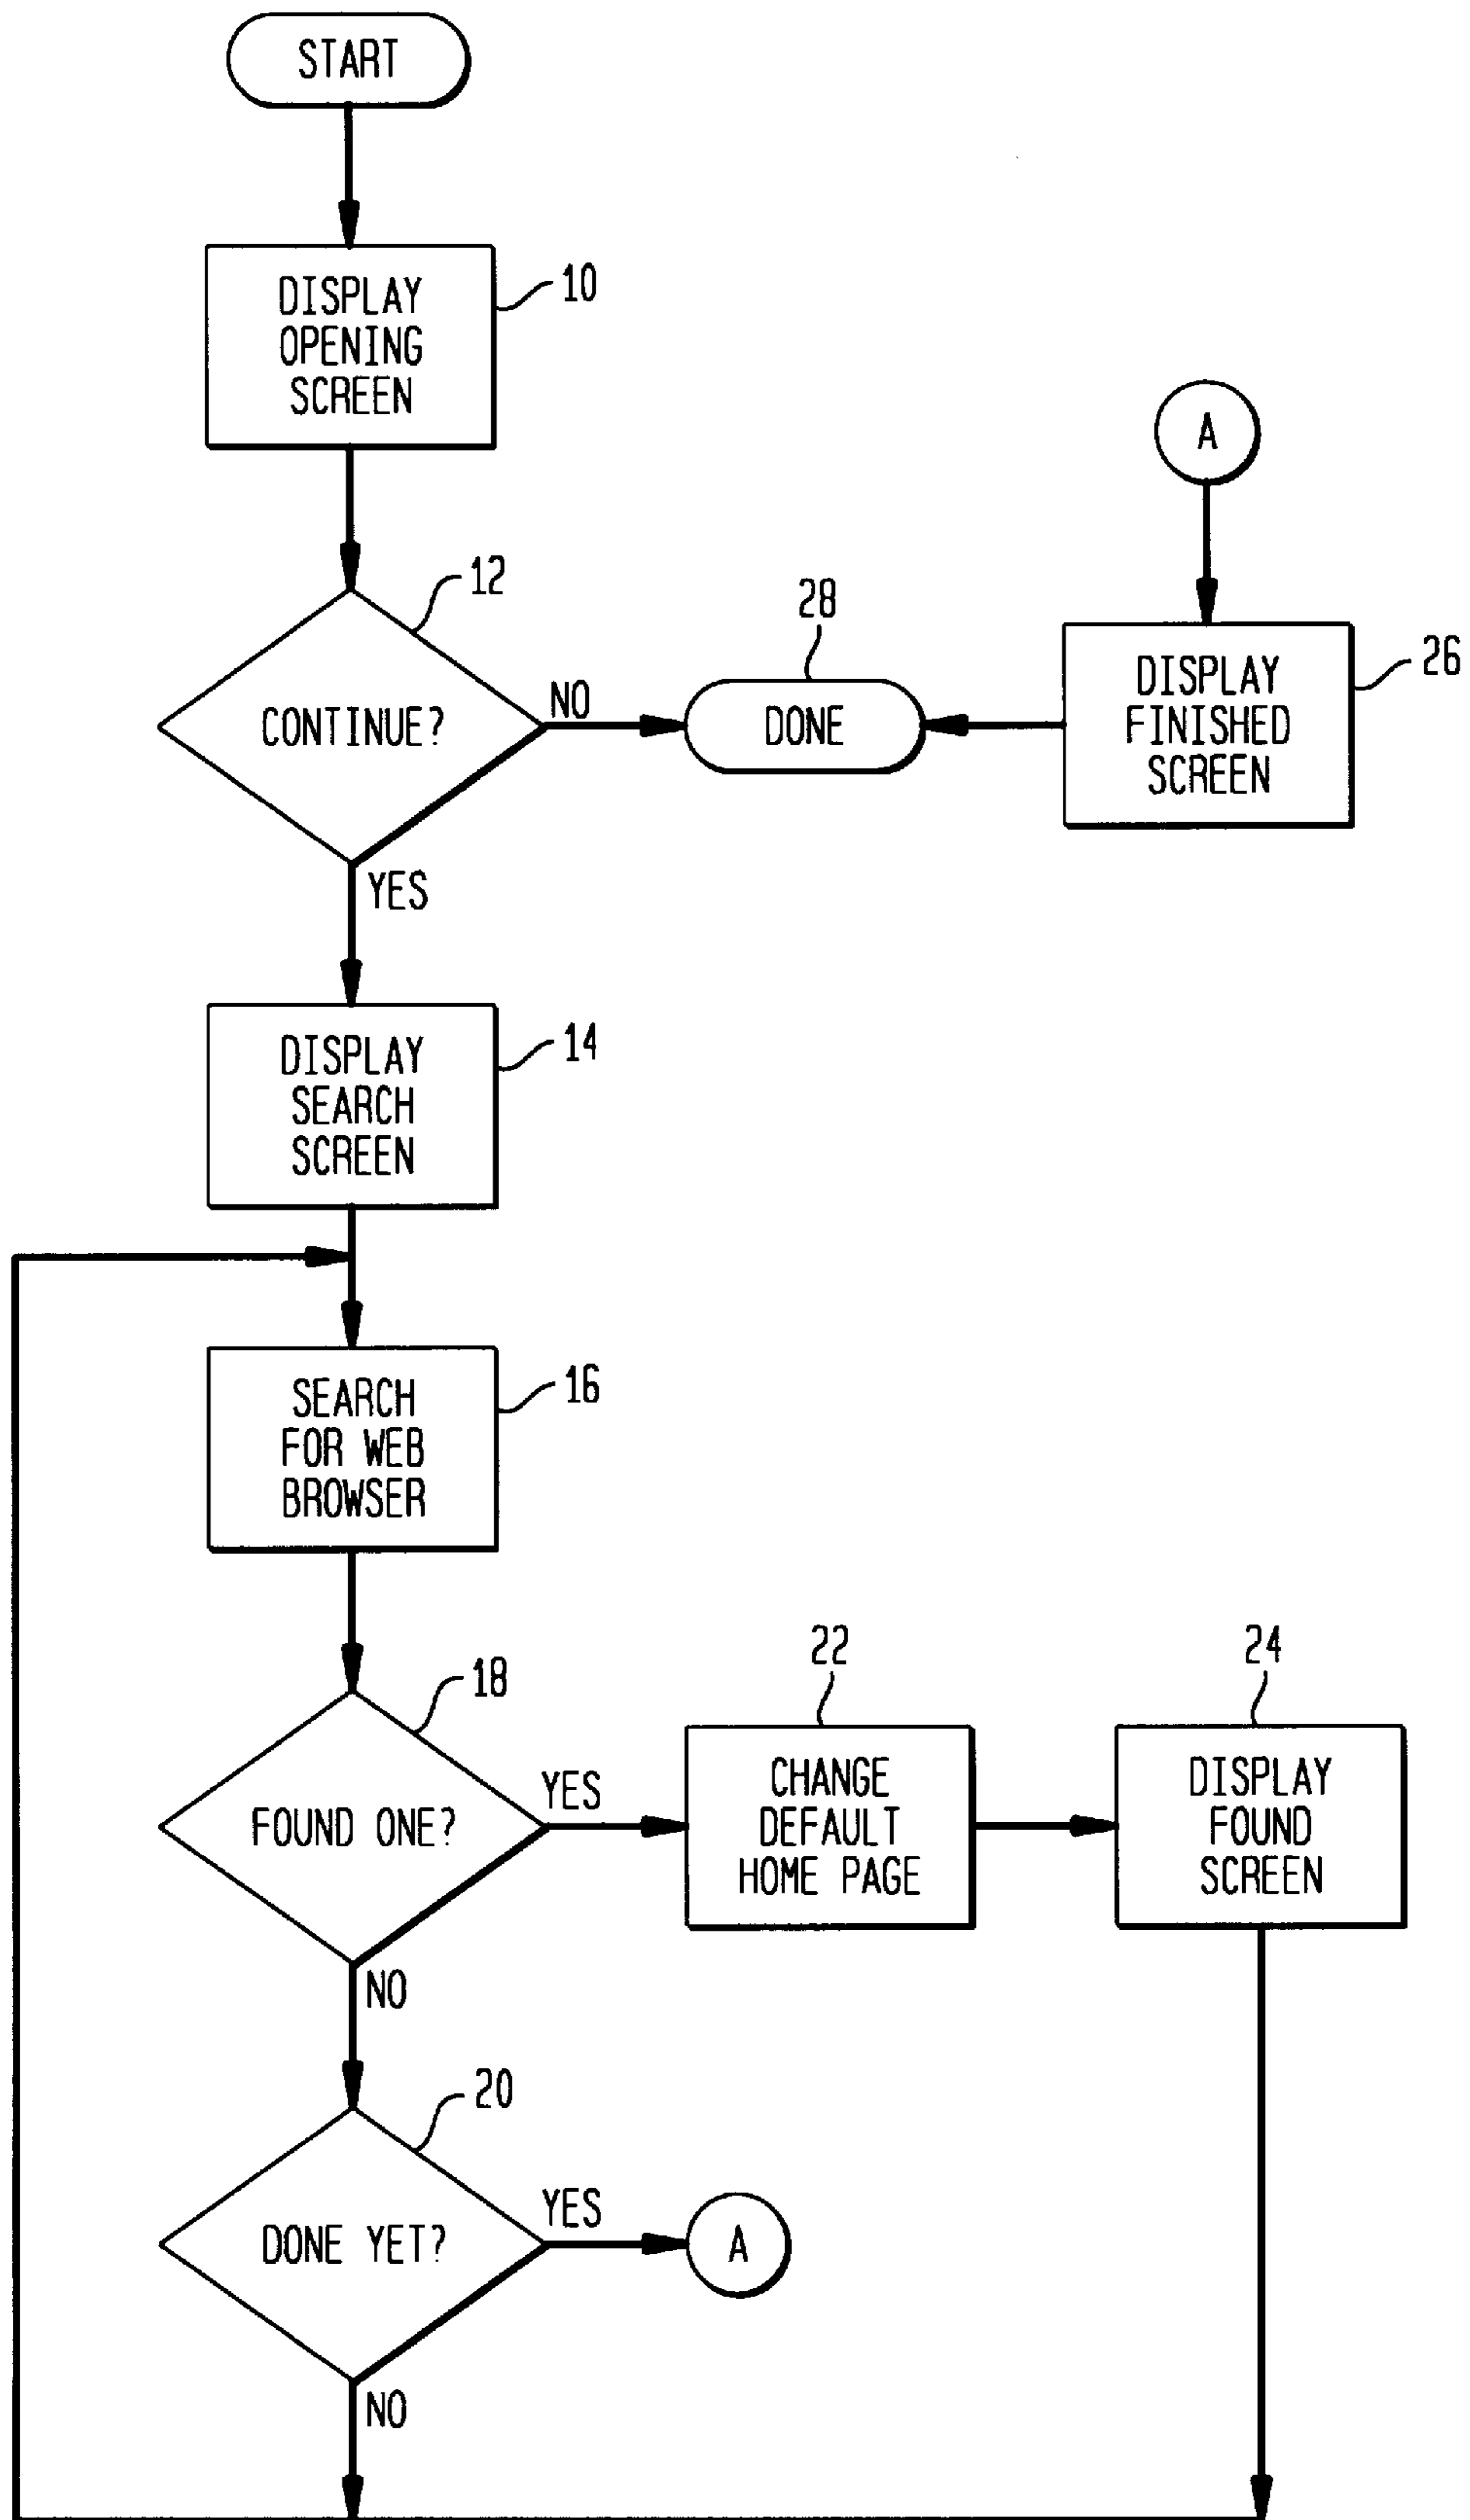 START
DISPLAY
OPENING
SCREEN
10
A
12
CONTINUE?
NO
YES
28
DONE
DISPLAY
FINISHED
SCREEN
26
DISPLAY
SEARCH
SCREEN
14
SEARCH
FOR WEB
BROWSER
16
18
FOUND ONE?
YES
NO
22
CHANGE
DEFAULT
HOME PAGE
24
DISPLAY
FOUND
SCREEN
20
DONE YET?
YES
A
NO